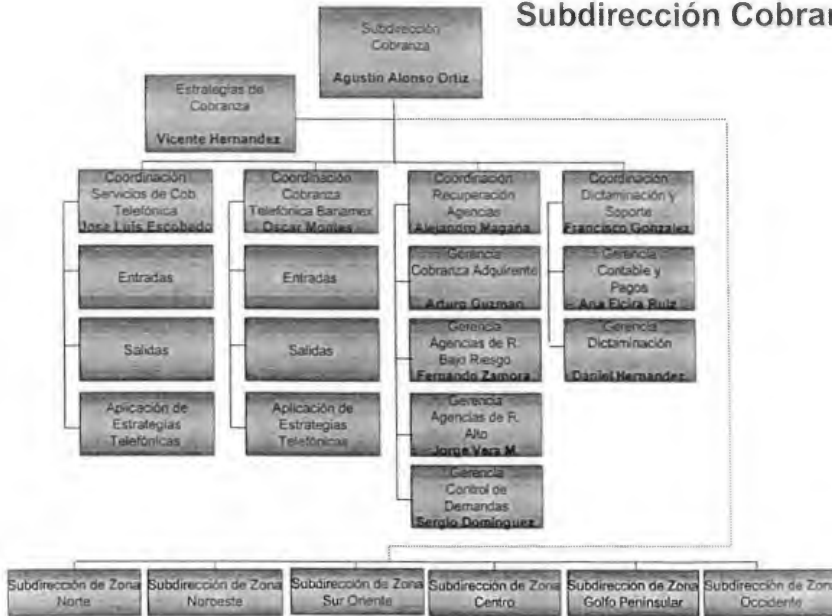 Subdirección Cobran
Subdirección
Cobranza
Agustin Alonso Ortiz
Estrategias de
Cobranza
Vicente Hernandez
Coordinación
Servicios de Cob.
Telefónica
Jose Luis Escobedo
Entradas
Salidas
Aplicación de
Estrategias
Telefónicas
Coordinación
Cobranza
Telefónica Banamex
Oscar Montes
Entradas
Salidas
Aplicación de
Estrategias
Telefónicas
Coordinación
Recuperación
Agencias
Alejandro Magaña
Gerencia
Cobranza Adquirente
Arturo Guzman
Gerencia
Agencias de R.
Bajo Riesgo
Fernando Zamora
Gerencia
Agencias de R.
Alto
Jorge Vera M.
Gerencia
Control de
Demandas
Sergio Dominguez
Coordinación
Dictaminación y
Soporte
Francisco Gonzalez
Gerencia
Contable y
Pagos
Ana Elcira Ruiz
Gerencia
Dictaminación
Daniel Hernandez
Subdirección de Zona
Norte
Subdirección de Zona
Noroeste
Subdirección de Zona
Sur Oriente
Subdirección de Zona
Centro
Subdirección de Zona
Golfo Peninsular
Subdirección de Zona
Occidente